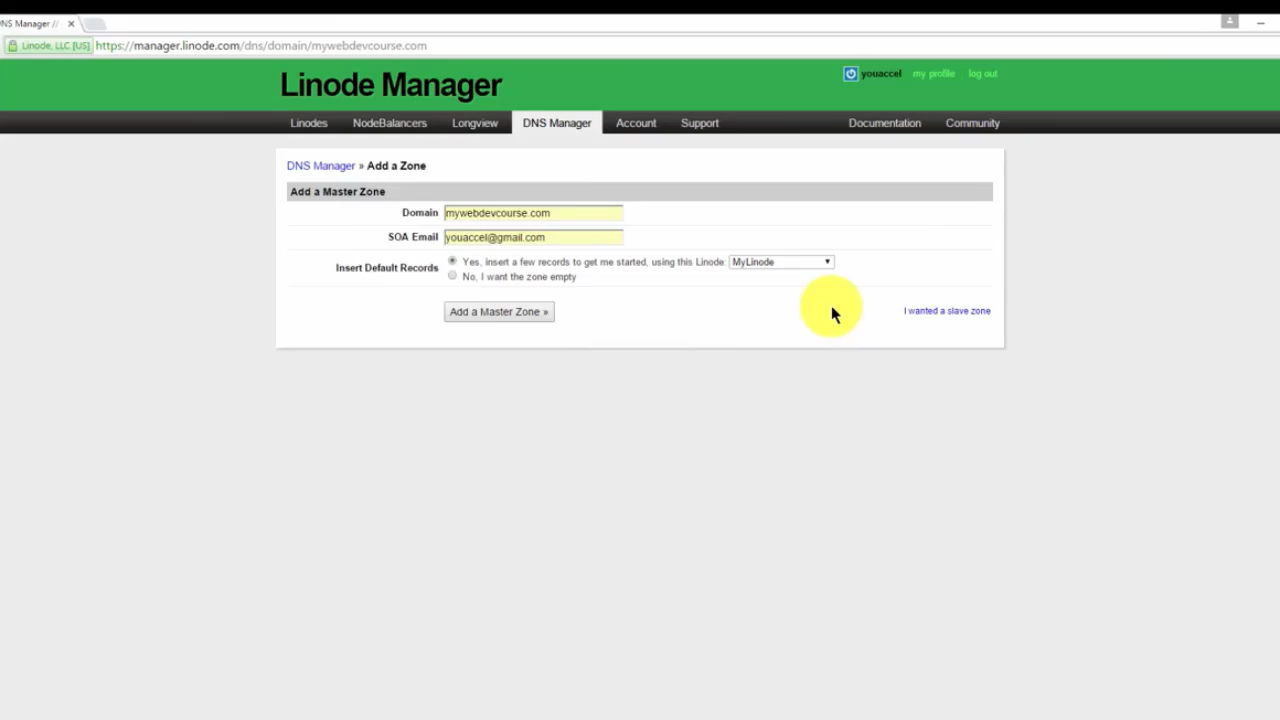 DNS Manager //
Linode, LLC [US] https://manager.linode.com/dns/domain/mywebdevcourse.com
Linode Manager
youaccel my profile log out
Linodes NodeBalancers Longview DNS Manager Account Support Documentation Community
DNS Manager » Add a Zone
Add a Master Zone
Domain mywebdevcourse.com
SOA Email youaccel@gmail.com
Insert Default Records
Yes, insert a few records to get me started, using this Linode: MyLinode
No, I want the zone empty
Add a Master Zone »
I wanted a slave zone